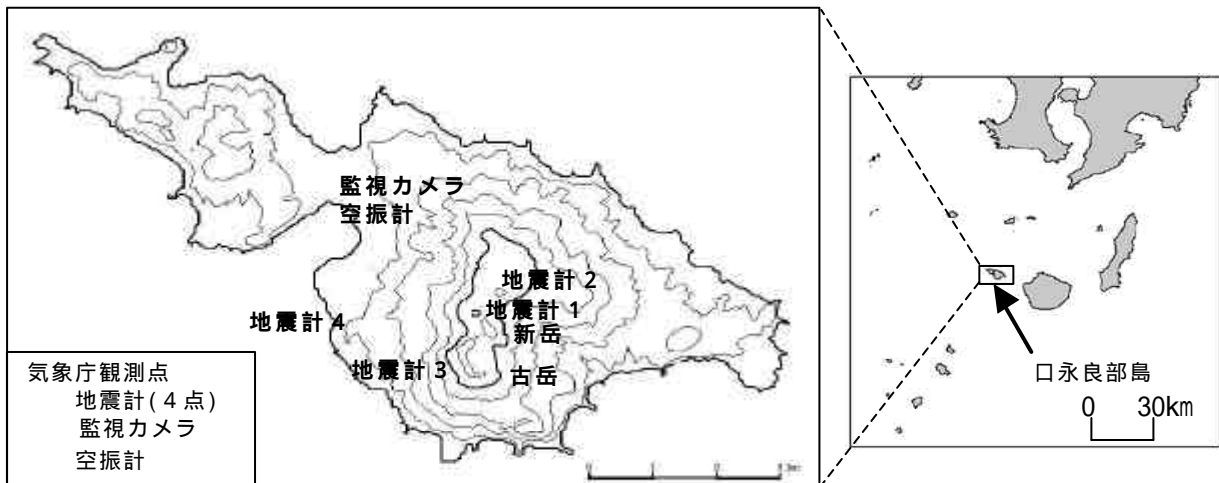 監視カメラ
空振計
地震計2
地震計1
新岳
地震計4
地震計3
古岳
気象庁観測点
地震計(4点)
監視カメラ
空振計
口永良部島
0 30km